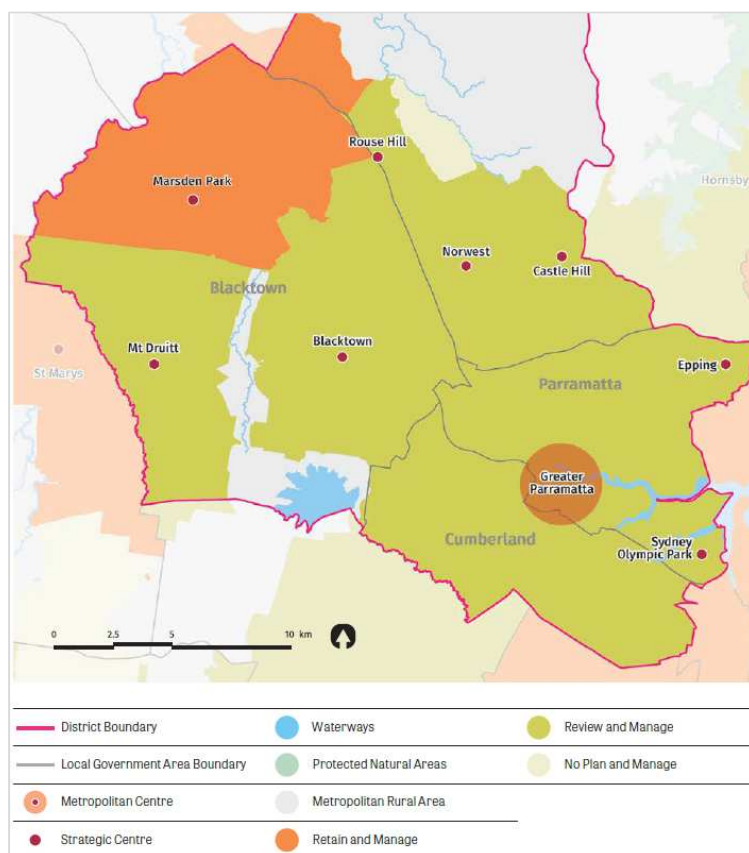 Rouse Hill
Hornsby
Marsden Park
Norwest
Castle Hill
Blacktown
Mt Druitt
Blacktown
St Marys
Epping
Parramatta
Greater
Parramatta
Cumberland
Sydney
Olympic Park
0 2.5 5 10 km
District Boundary Waterways Review and Manage
Local Government Area Boundary Protected Natural Areas No Plan and Manage
Metropolitan Centre Metropolitan Rural Area
Strategic Centre Retain and Manage